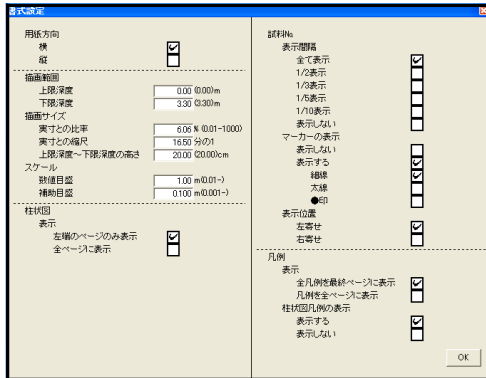 書式設定
用紙方向
横
縦
描画範囲
上限深度 0.00 (0.00)m
下限深度 3.30 (3.30)m
描画サイズ
実寸との比率 6.06 % (0.01-1000)
実寸との縮尺 16.50 分の1
上限深度～下限深度の高さ 20.00 (20.00)cm
スケール
数値目盛 1.00 m(0.01-)
補助目盛 0.100 m(0.001-)
柱状図
表示
左端のページのみ表示
全ページに表示
試料No.
表示間隔
全て表示
1/2表示
1/3表示
1/5表示
1/10表示
表示しない
マーカーの表示
表示しない
表示する
細線
太線
●印
表示位置
左寄せ
右寄せ
凡例
表示
全凡例を最終ページに表示
凡例を全ページに表示
柱状図凡例の表示
表示する
表示しない
OK